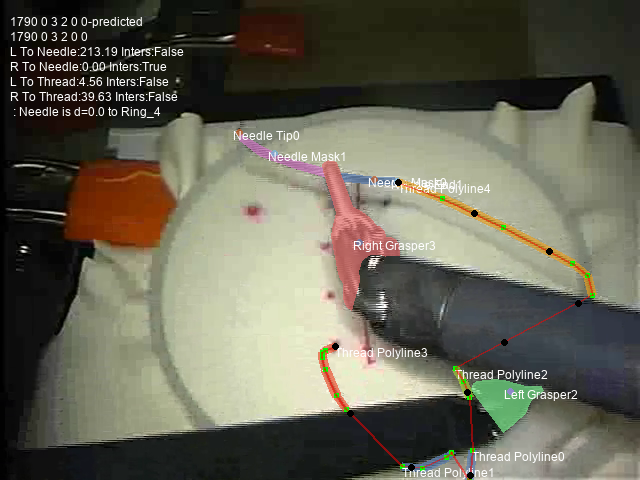 1790 0 3 2 0 0-predicted
1790 0 3 2 0 0
L To Needle:213.19 Inters:False
R To Needle:0.00 Inters:True
L To Thread:4.56 Inters:False
R To Thread:39.63 Inters:False
: Needle is d=0.0 to Ring_4
Needle Tip0
Needle Mask1
Thread Polyline4
Right Grasper3
Thread Polyline3
Thread Polyline2
Left Grasper2
Thread Polyline0
Thread Polyline1